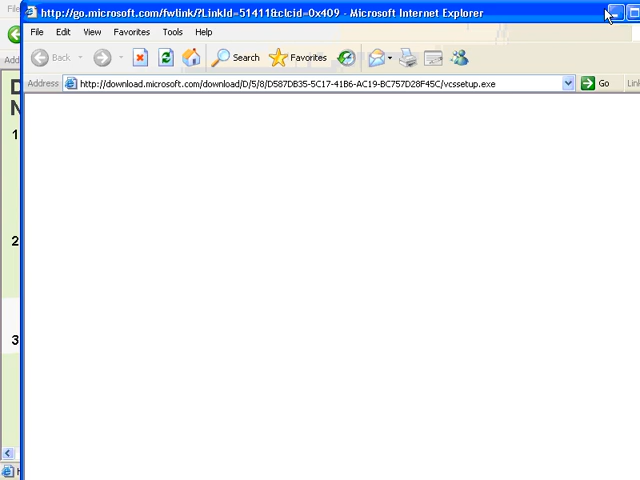 http://go.microsoft.com/fwlink/?LinkId=51411&clcid=0x409 - Microsoft Internet Explorer
File Edit View Favorites Tools Help
Back Search Favorites
Address http://download.microsoft.com/download/D/5/8/D587DB35-5C17-41B6-AC19-BC757D28F45C/vcssetup.exe Go Lin
Add
D
N
1
2
3